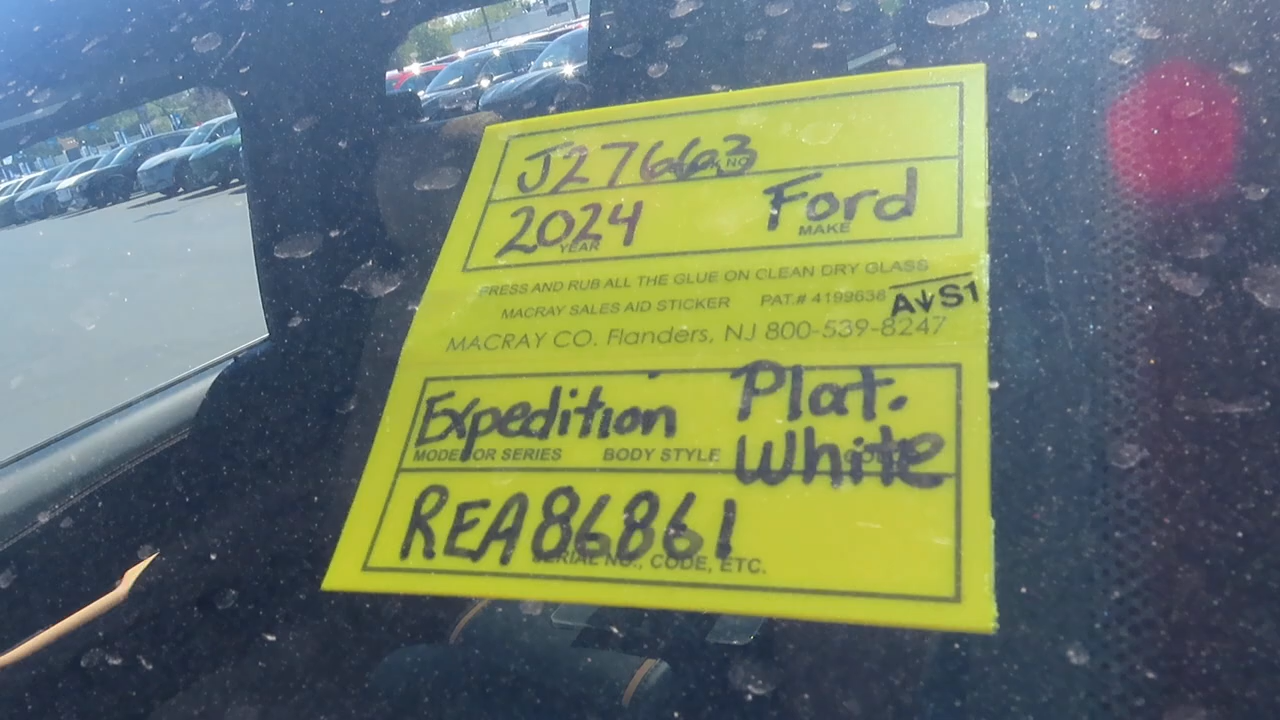 J276663
NO
2024 Ford
YEAR MAKE
PRESS AND RUB ALL THE GLUE ON CLEAN DRY GLASS
MACRAY SALES AID STICKER PAT.# 4199638
A↓S1
MACRAY CO. Flanders, NJ 800-539-8247
Expedition Plat.
White
MODEL OR SERIES BODY STYLE
REA86861
SERIAL NO., CODE, ETC.